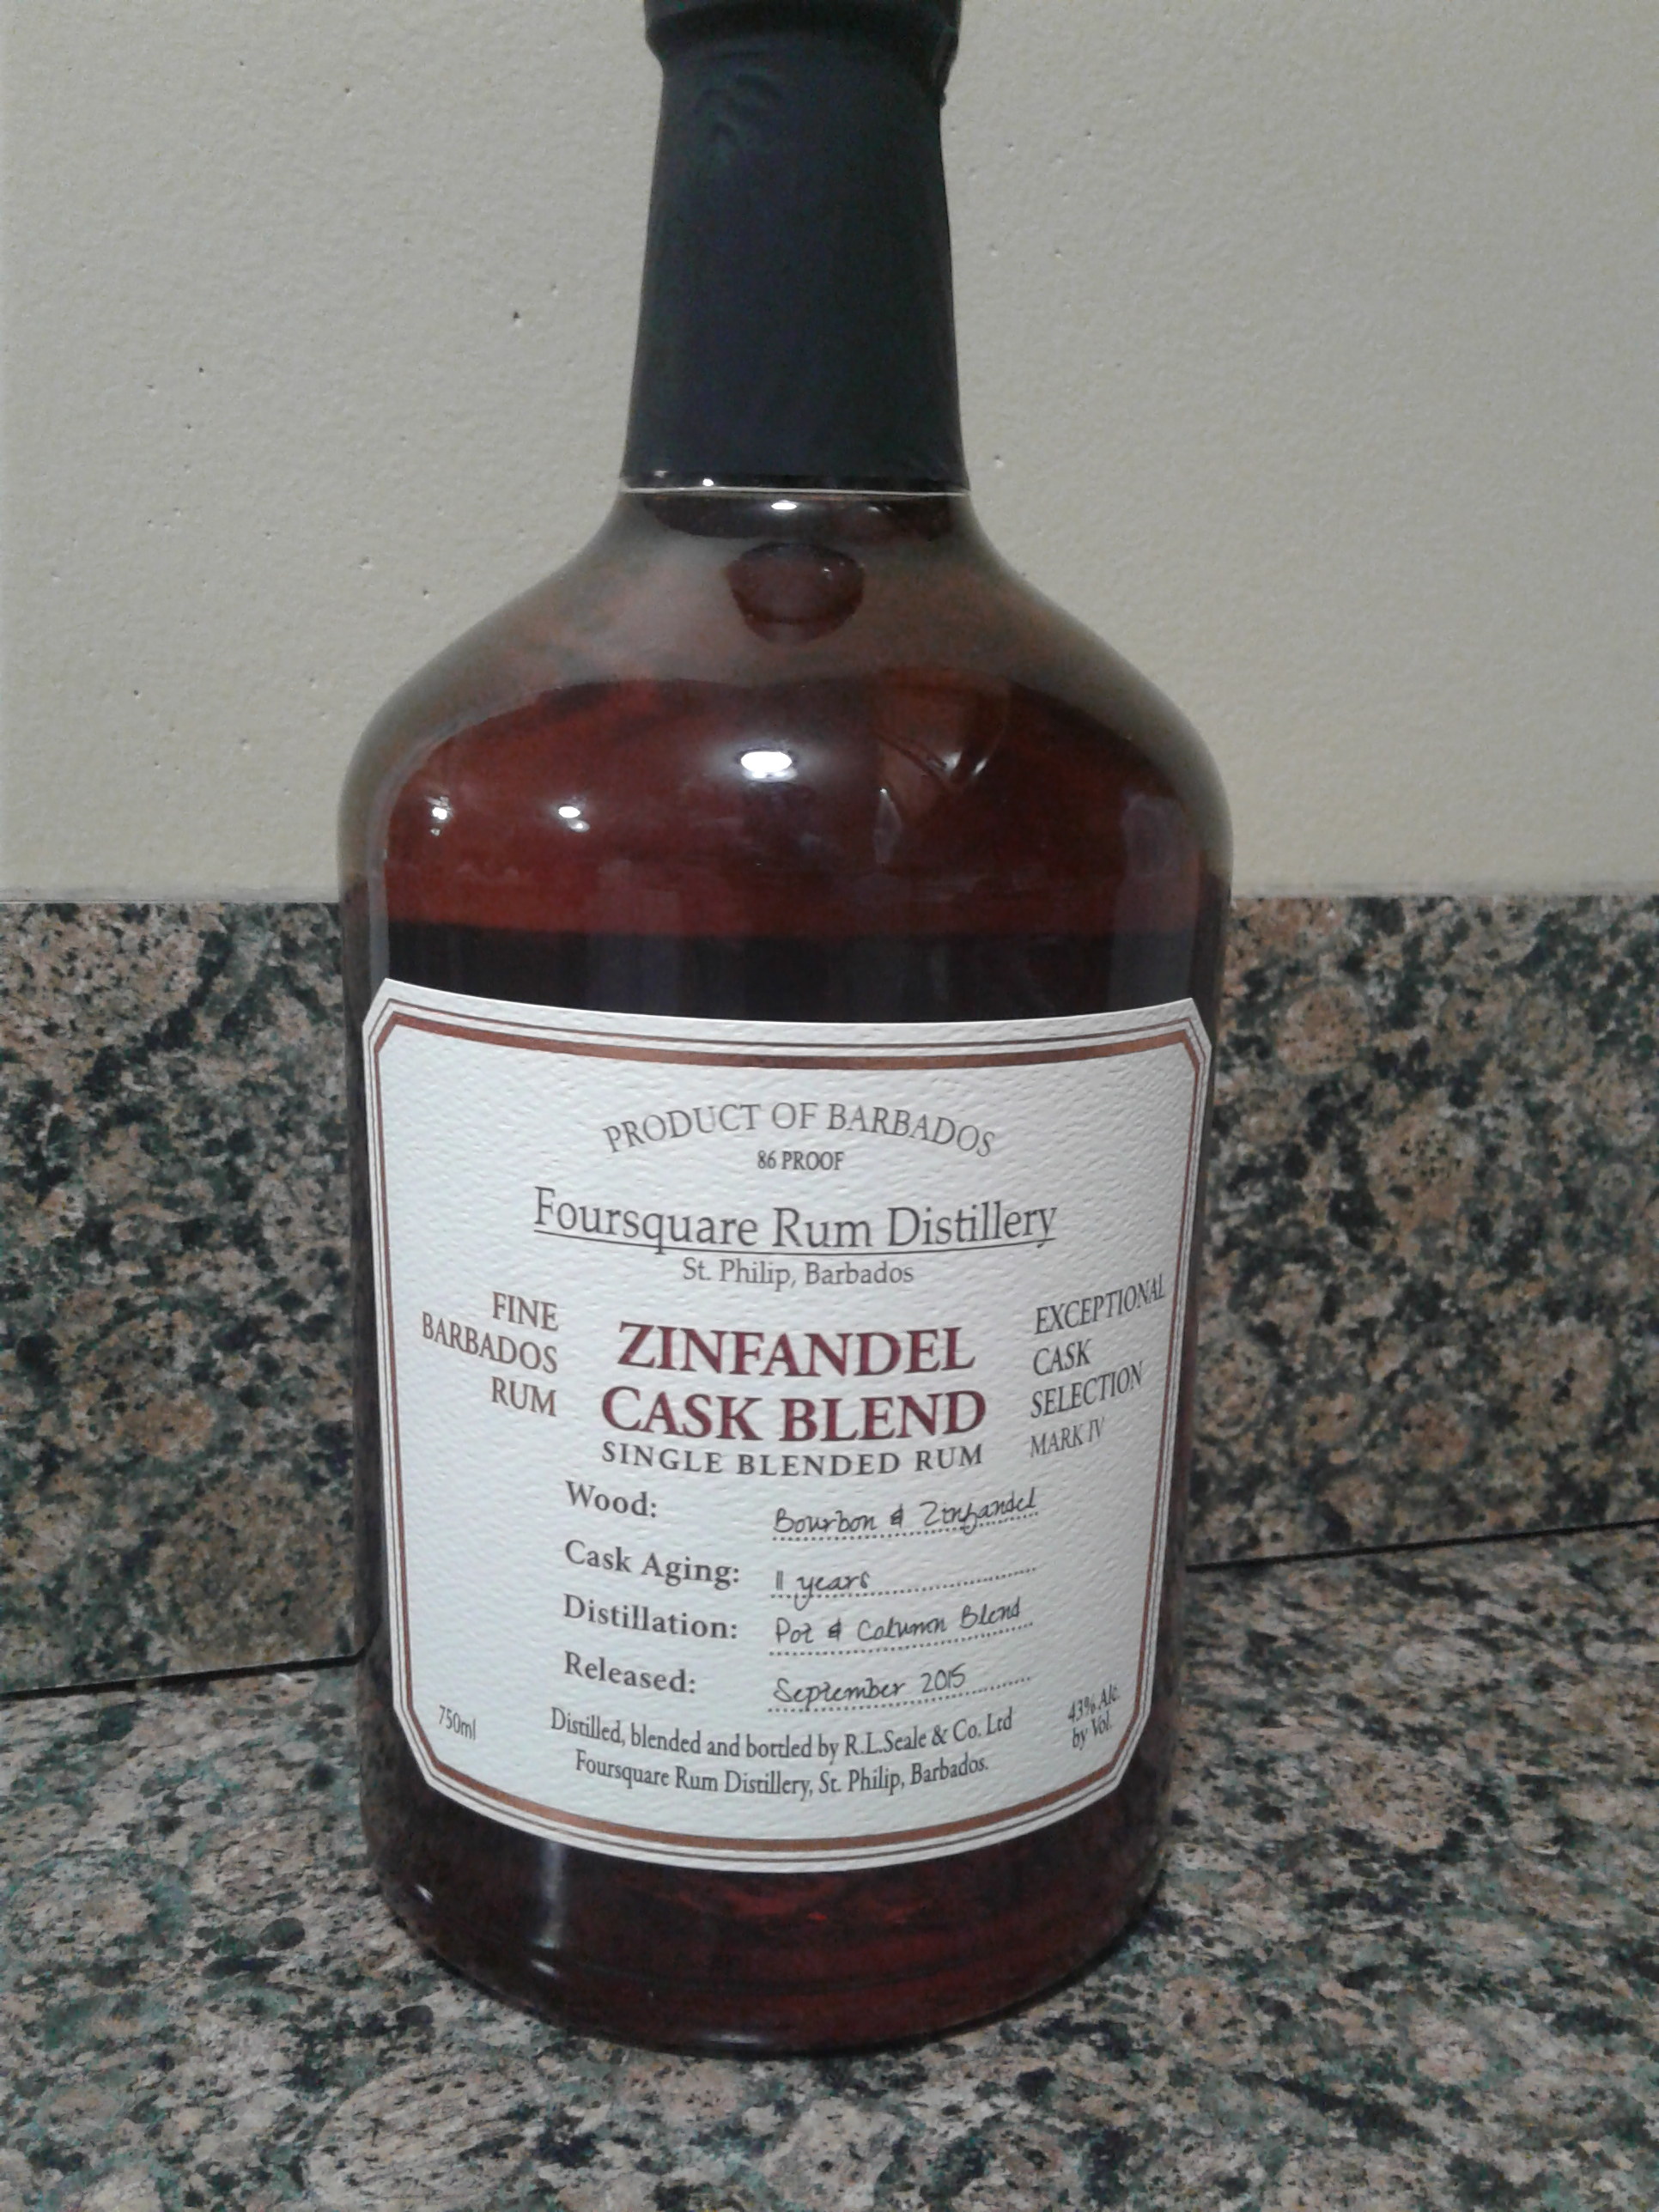 PRODUCT OF BARBADOS
86 PROOF
Foursquare Rum Distillery
St. Philip, Barbados
FINE
BARBADOS
RUM
ZINFANDEL
CASK BLEND
SINGLE BLENDED RUM
EXCEPTIONAL
CASK
SELECTION
MARK IV
Wood: Bourbon & Zinfandel
Cask Aging: 11 years
Distillation: Pot & Column Blend
Released: September 2015
750ml
Distilled, blended and bottled by R.L.Seale & Co. Ltd
Foursquare Rum Distillery, St. Philip, Barbados.
43% Alc.
by Vol.